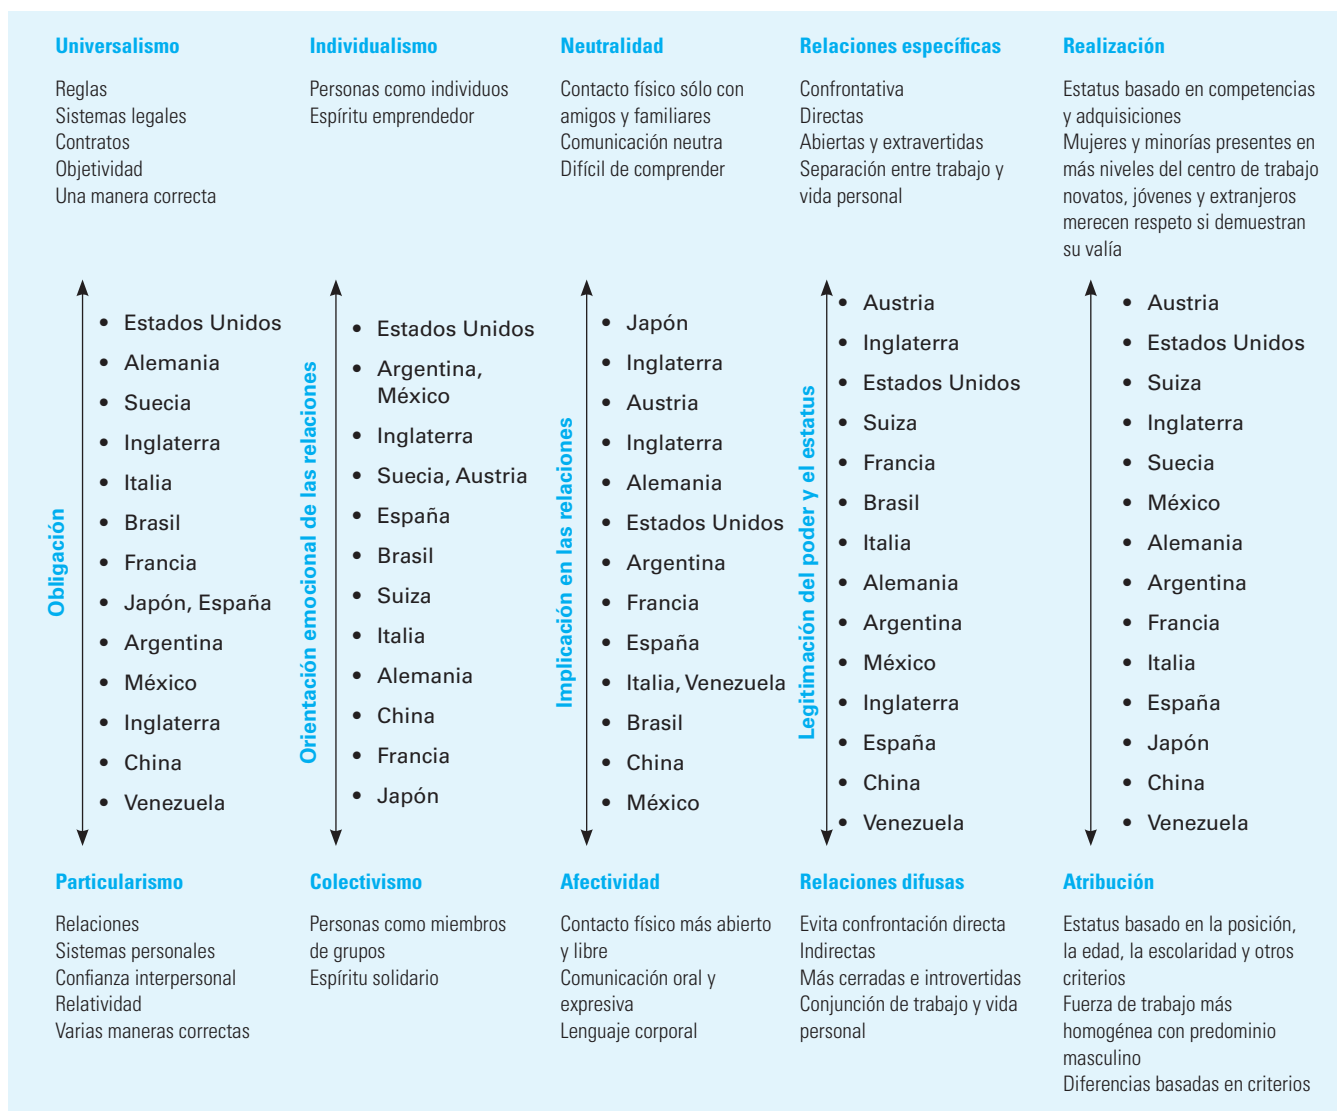 Universalismo
Reglas
Sistemas legales
Contratos
Objetividad
Una manera correcta
Individualismo
Personas como individuos
Espíritu emprendedor
Neutralidad
Contacto físico sólo con
amigos y familiares
Comunicación neutra
Difícil de comprender
Relaciones específicas
Confrontativa
Directas
Abiertas y extravertidas
Separación entre trabajo y
vida personal
Realización
Estatus basado en competencias
y adquisiciones
Mujeres y minorías presentes en
más niveles del centro de trabajo
novatos, jóvenes y extranjeros
merecen respeto si demuestran
su valía
Obligación
• Estados Unidos
• Alemania
• Suecia
• Inglaterra
• Italia
• Brasil
• Francia
• Japón, España
• Argentina
• México
• Inglaterra
• China
• Venezuela
Orientación emocional de las relaciones
• Estados Unidos
• Argentina,
México
• Inglaterra
• Suecia, Austria
• España
• Brasil
• Suiza
• Italia
• Alemania
• China
• Francia
• Japón
Implicación en las relaciones
• Japón
• Inglaterra
• Austria
• Inglaterra
• Alemania
• Estados Unidos
• Argentina
• Francia
• España
• Italia, Venezuela
• Brasil
• China
• México
Legitimación del poder y el estatus
• Austria
• Inglaterra
• Estados Unidos
• Suiza
• Francia
• Brasil
• Italia
• Alemania
• Argentina
• México
• Inglaterra
• España
• China
• Venezuela
• Austria
• Estados Unidos
• Suiza
• Inglaterra
• Suecia
• México
• Alemania
• Argentina
• Francia
• Italia
• España
• Japón
• China
• Venezuela
Particularismo
Relaciones
Sistemas personales
Confianza interpersonal
Relatividad
Varias maneras correctas
Colectivismo
Personas como miembros
de grupos
Espíritu solidario
Afectividad
Contacto físico más abierto
y libre
Comunicación oral y
expresiva
Lenguaje corporal
Relaciones difusas
Evita confrontación directa
Indirectas
Más cerradas e introvertidas
Conjunción de trabajo y vida
personal
Atribución
Estatus basado en la posición,
la edad, la escolaridad y otros
criterios
Fuerza de trabajo más
homogénea con predominio
masculino
Diferencias basadas en criterios